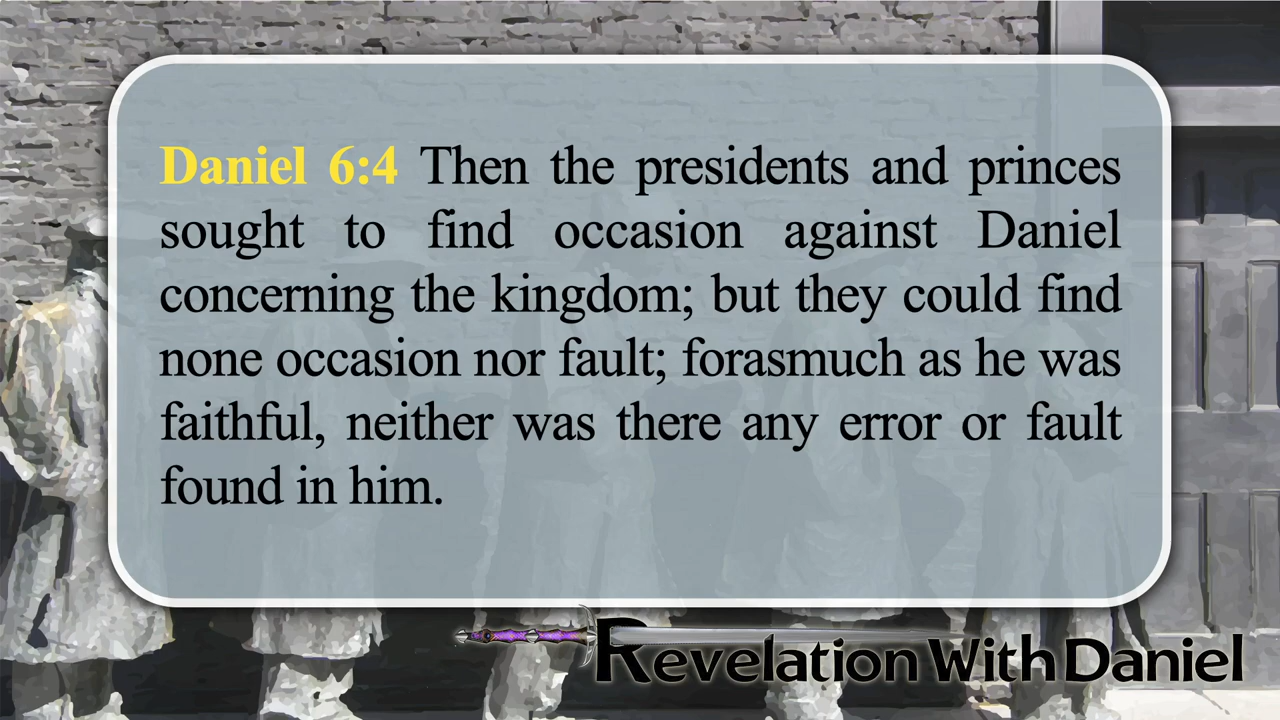 Daniel 6:4 Then the presidents and princes
sought to find occasion against Daniel
concerning the kingdom; but they could find
none occasion nor fault; forasmuch as he was
faithful, neither was there any error or fault
found in him.
Revelation With Daniel